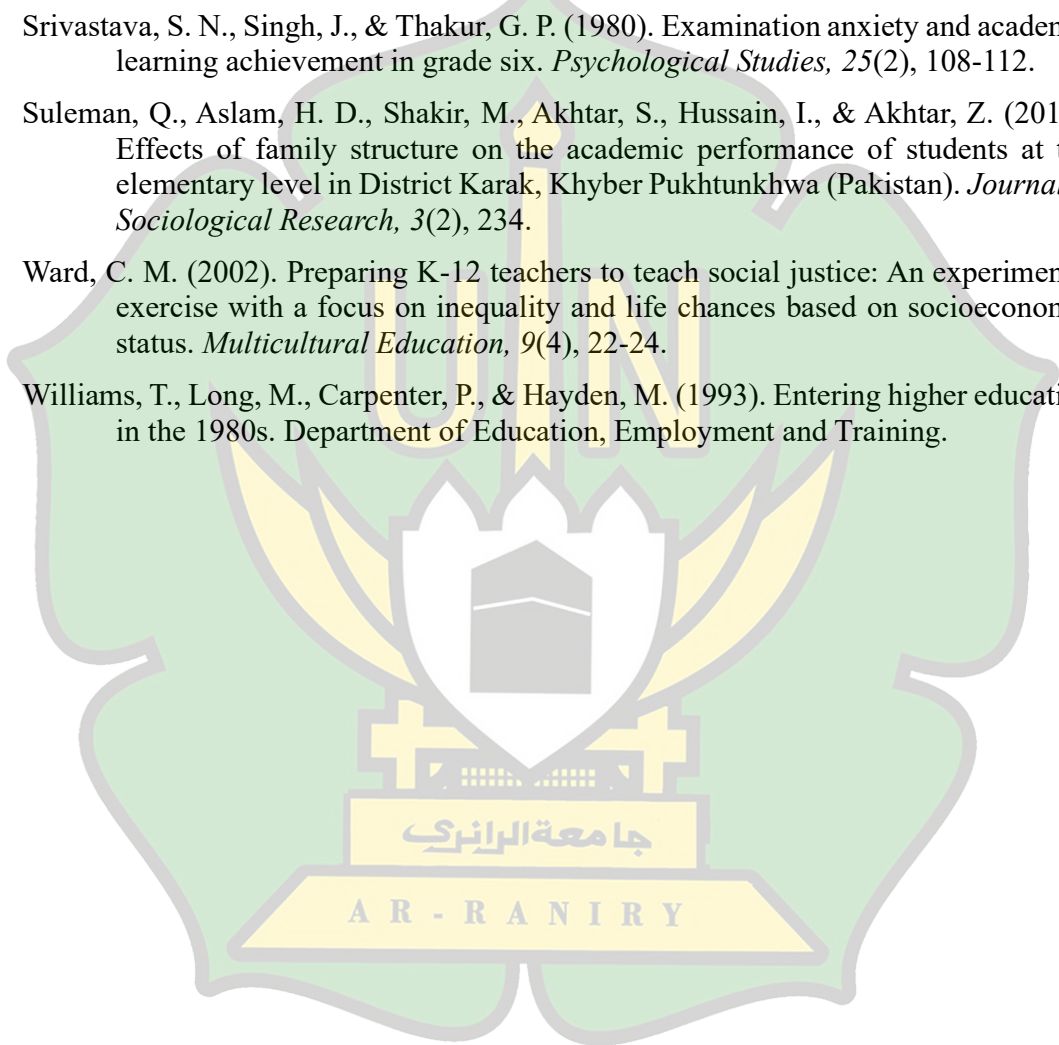 Srivastava, S. N., Singh, J., & Thakur, G. P. (1980). Examination anxiety and academ
learning achievement in grade six. Psychological Studies, 25(2), 108-112.
Suleman, Q., Aslam, H. D., Shakir, M., Akhtar, S., Hussain, I., & Akhtar, Z. (201
Effects of family structure on the academic performance of students at t
elementary level in District Karak, Khyber Pukhtunkhwa (Pakistan). Journal
Sociological Research, 3(2), 234.
Ward, C. M. (2002). Preparing K-12 teachers to teach social justice: An experimen
exercise with a focus on inequality and life chances based on socioeconom
status. Multicultural Education, 9(4), 22-24.
Williams, T., Long, M., Carpenter, P., & Hayden, M. (1993). Entering higher educati
in the 1980s. Department of Education, Employment and Training.
UIN
جامعةالرانري
AR-RANIRY